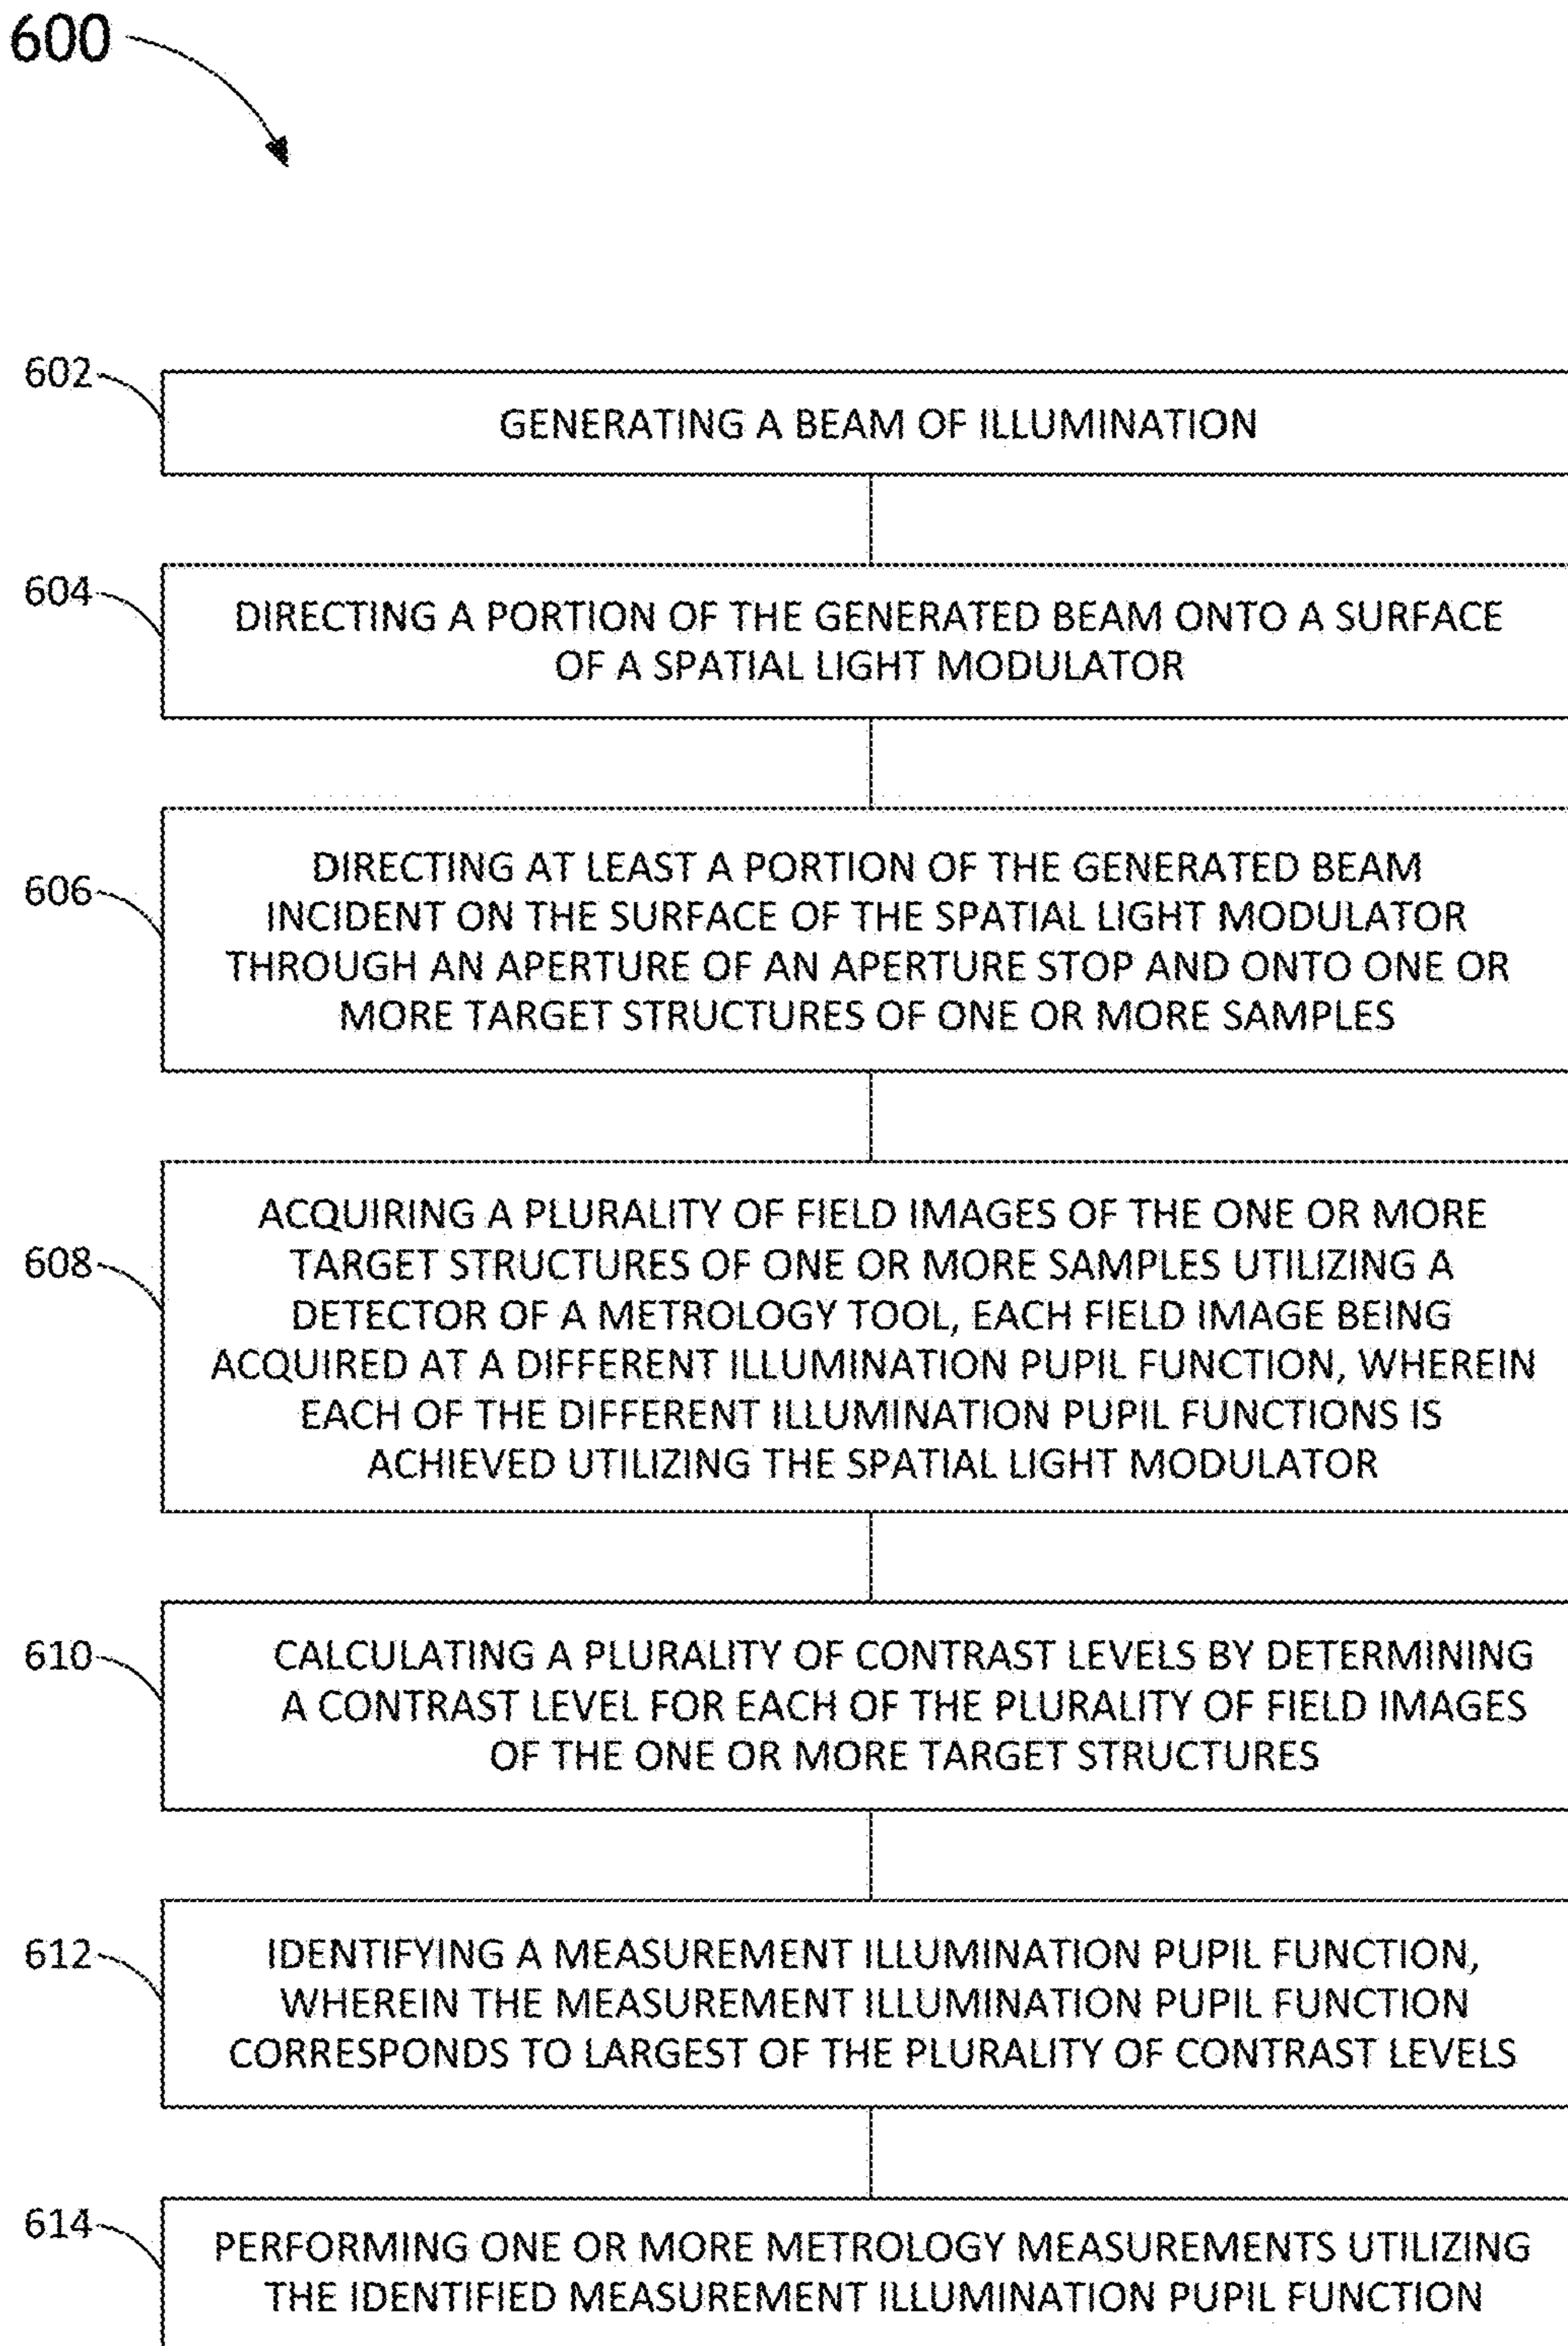 600
602
GENERATING A BEAM OF ILLUMINATION
604
DIRECTING A PORTION OF THE GENERATED BEAM ONTO A SURFACE
OF A SPATIAL LIGHT MODULATOR
606
DIRECTING AT LEAST A PORTION OF THE GENERATED BEAM
INCIDENT ON THE SURFACE OF THE SPATIAL LIGHT MODULATOR
THROUGH AN APERTURE OF AN APERTURE STOP AND ONTO ONE OR
MORE TARGET STRUCTURES OF ONE OR MORE SAMPLES
608
ACQUIRING A PLURALITY OF FIELD IMAGES OF THE ONE OR MORE
TARGET STRUCTURES OF ONE OR MORE SAMPLES UTILIZING A
DETECTOR OF A METROLOGY TOOL, EACH FIELD IMAGE BEING
ACQUIRED AT A DIFFERENT ILLUMINATION PUPIL FUNCTION, WHEREIN
EACH OF THE DIFFERENT ILLUMINATION PUPIL FUNCTIONS IS
ACHIEVED UTILIZING THE SPATIAL LIGHT MODULATOR
610
CALCULATING A PLURALITY OF CONTRAST LEVELS BY DETERMINING
A CONTRAST LEVEL FOR EACH OF THE PLURALITY OF FIELD IMAGES
OF THE ONE OR MORE TARGET STRUCTURES
612
IDENTIFYING A MEASUREMENT ILLUMINATION PUPIL FUNCTION,
WHEREIN THE MEASUREMENT ILLUMINATION PUPIL FUNCTION
CORRESPONDS TO LARGEST OF THE PLURALITY OF CONTRAST LEVELS
614
PERFORMING ONE OR MORE METROLOGY MEASUREMENTS UTILIZING
THE IDENTIFIED MEASUREMENT ILLUMINATION PUPIL FUNCTION